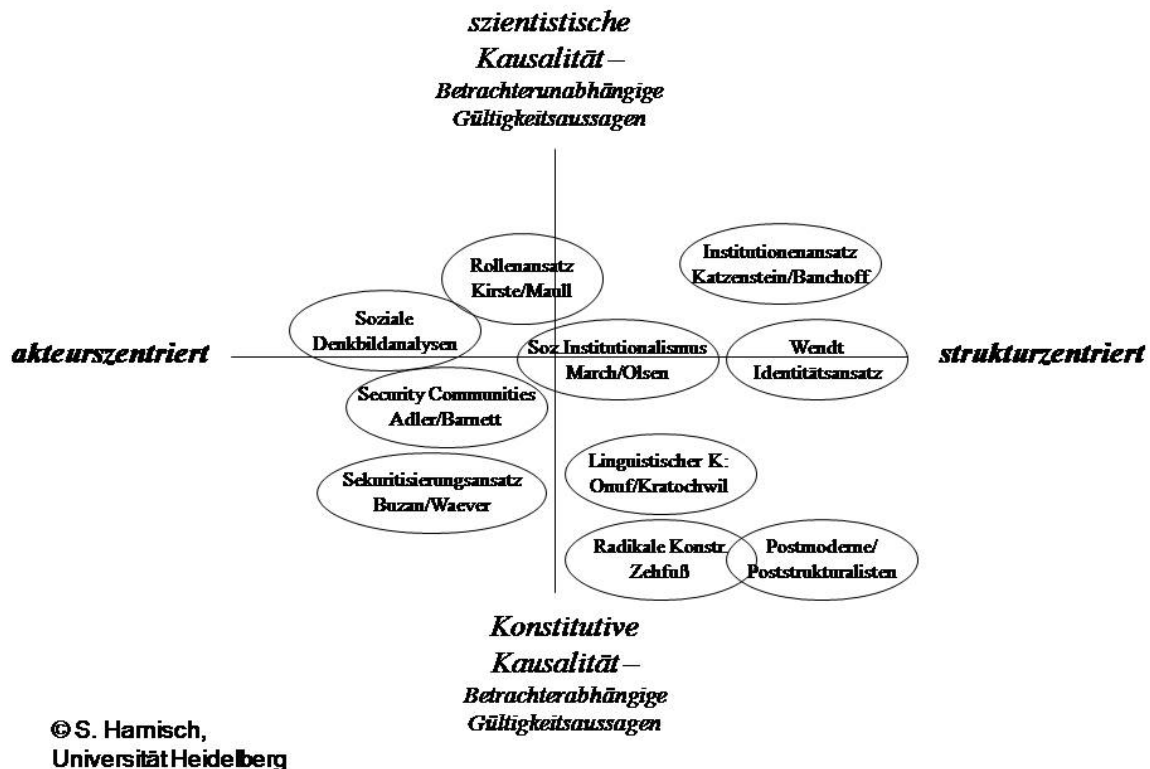 szientistische
Kausalität –
Betrachterunabhängige
Gültigkeitsaussagen
Institutionenansatz
Katzenstein/Banchoff
Rollenansatz
Kirste/Maull
Soziale
Denkbildanalysen
akteurszentriert
Soz Institutionalismus
March/Olsen
Wendt
Identitätsansatz
strukturzentriert
Security Communities
Adler/Barnett
Linguistischer K:
Onuf/Kratochwil
Sekuritisierungsansatz
Buzan/Waever
Radikale Konstr.
Zehfuß
Postmoderne/
Poststrukturalisten
Konstitutive
Kausalität –
Betrachterabhängige
Gültigkeitsaussagen
© S. Harnisch,
Universität Heidelberg